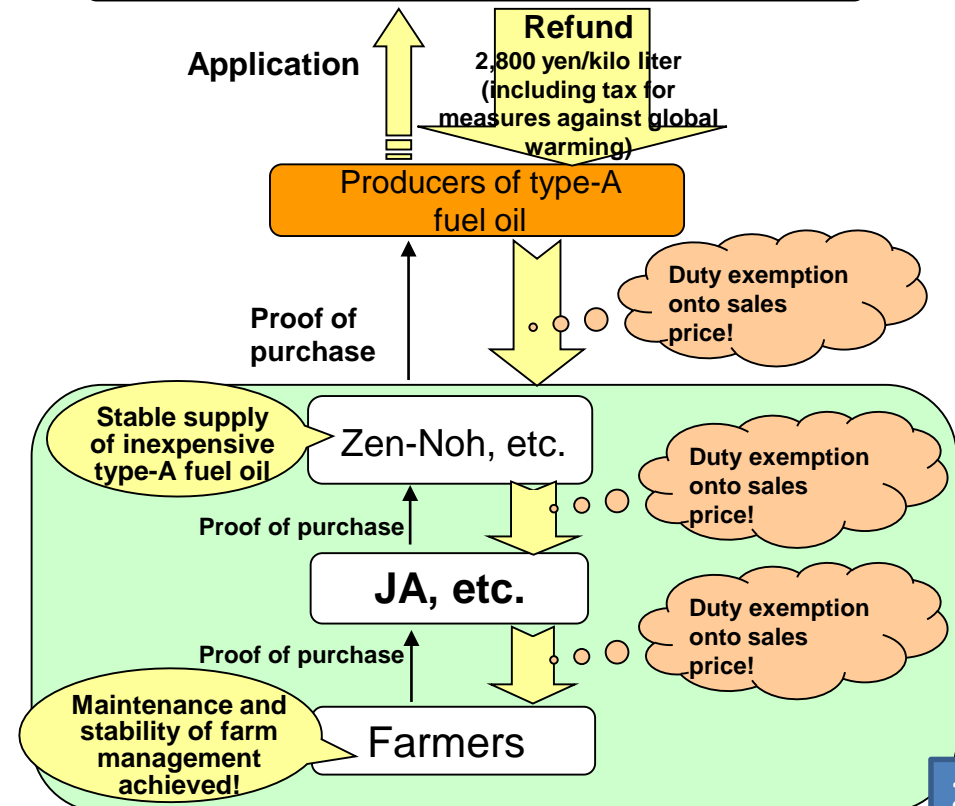 Application
Refund
2,800 yen/kilo liter
(including tax for
measures against global
warming)
Producers of type-A
fuel oil
Proof of
purchase
Duty exemption
onto sales
price!
Stable supply
of inexpensive
type-A fuel oil
Zen-Noh, etc.
Duty exemption
onto sales
price!
Proof of purchase
JA, etc.
Duty exemption
onto sales
price!
Proof of purchase
Maintenance and
stability of farm
management
achieved!
Farmers